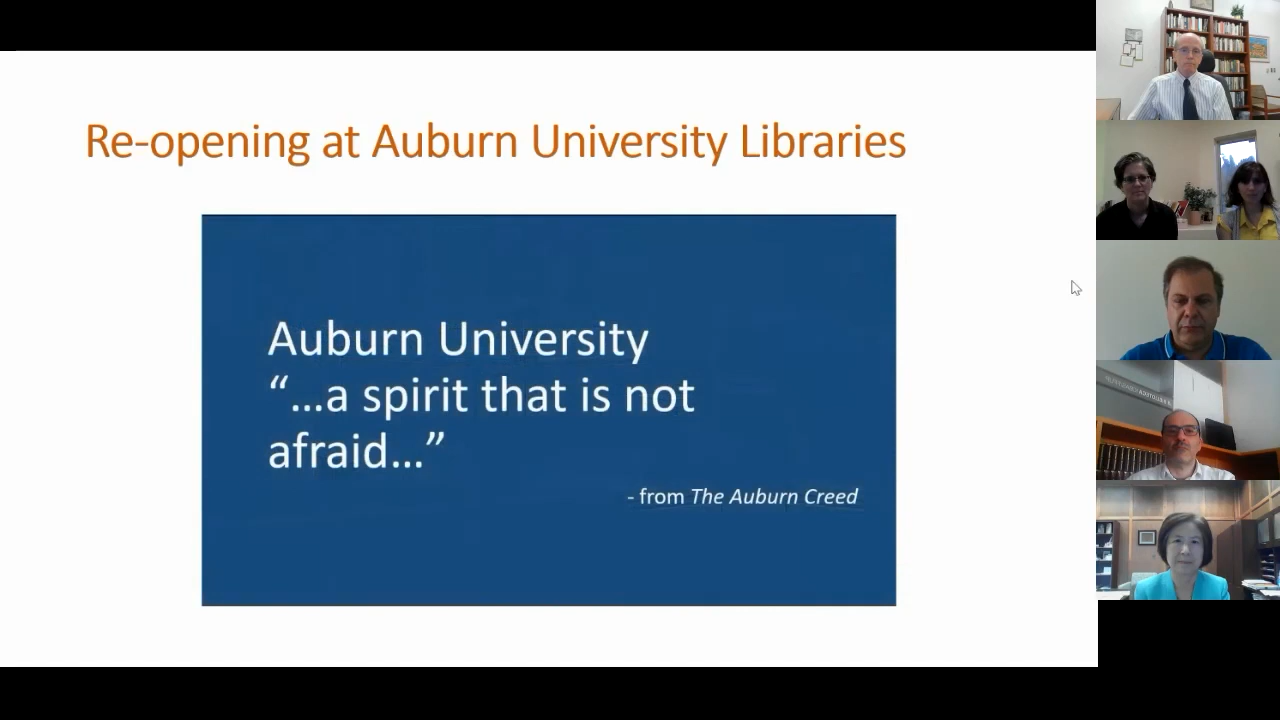 Re-opening at Auburn University Libraries
Auburn University
“...a spirit that is not
afraid...”
- from The Auburn Creed